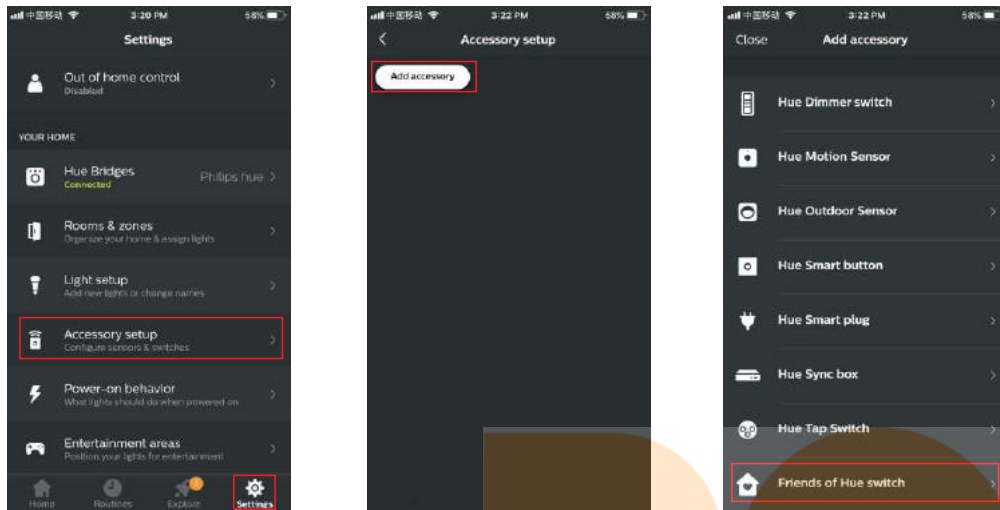 中国移动 3:20 PM 58%
Settings
Out of home control
Disabled
YOUR HOME
Hue Bridges
Connected
Philips hue
Rooms & zones
Organize your home & assign lights
Light setup
Add new lights or change names
Accessory setup
Configure sensors & switches
Power-on behavior
What lights should do when powered on
Entertainment areas
Position your lights for entertainment
Home Routines Explore Settings
中国移动 3:22 PM 58%
Accessory setup
Add accessory
中国移动 3:22 PM 58%
Close Add accessory
Hue Dimmer switch
Hue Motion Sensor
Hue Outdoor Sensor
Hue Smart button
Hue Smart plug
Hue Sync box
Hue Tap Switch
Friends of Hue switch